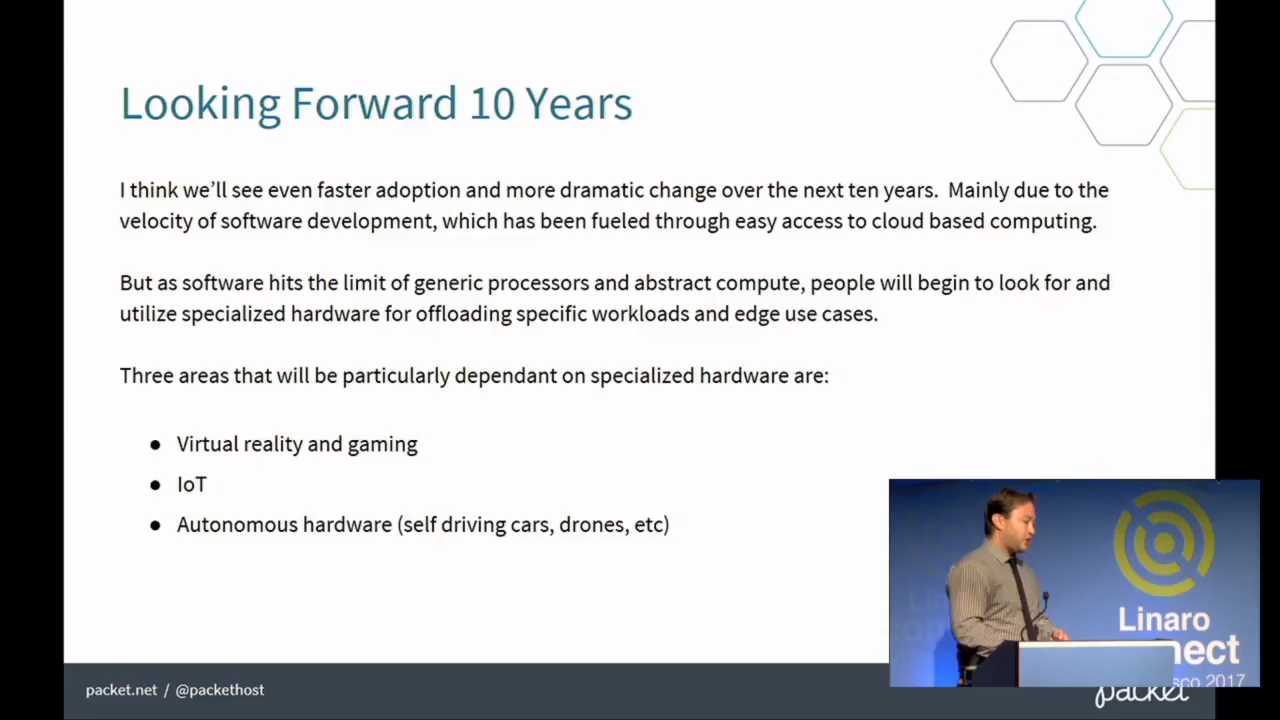 Looking Forward 10 Years
I think we'll see even faster adoption and more dramatic change over the next ten years. Mainly due to the
velocity of software development, which has been fueled through easy access to cloud based computing.
But as software hits the limit of generic processors and abstract compute, people will begin to look for and
utilize specialized hardware for offloading specific workloads and edge use cases.
Three areas that will be particularly dependant on specialized hardware are:
● Virtual reality and gaming
● IoT
● Autonomous hardware (self driving cars, drones, etc)
Linaro
nect
sco 2017
packet.net / @packethost
packet